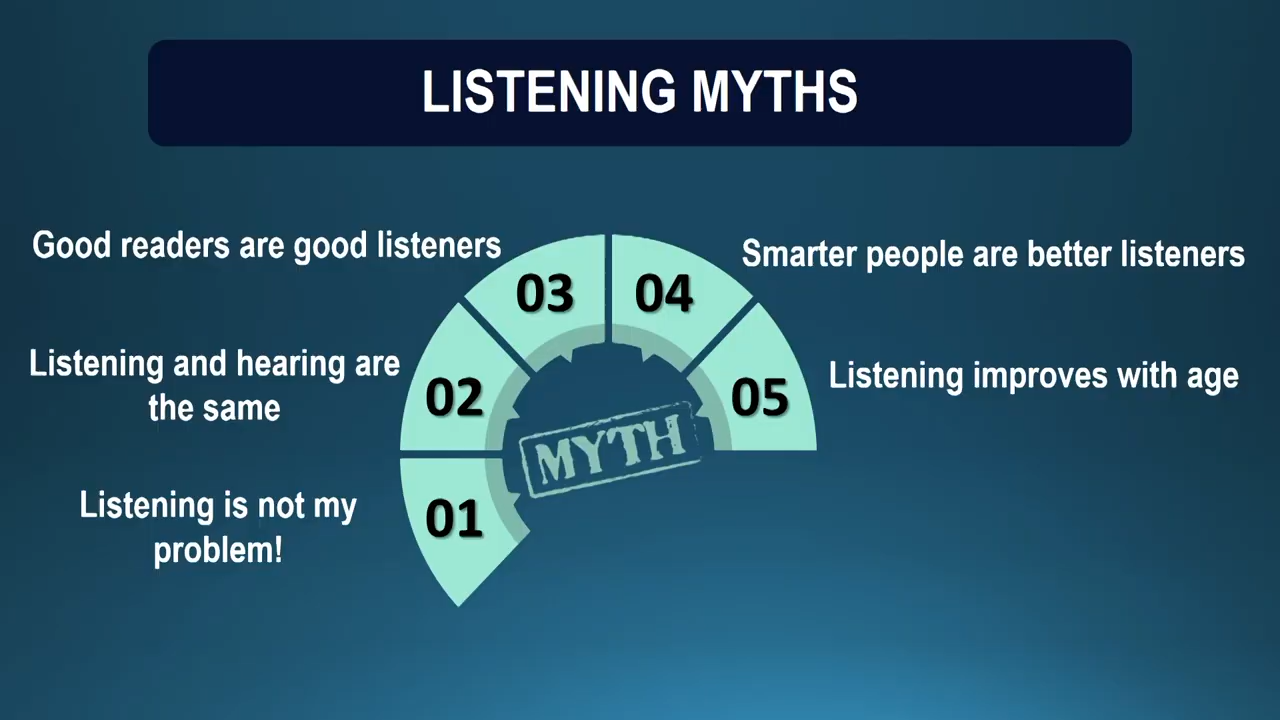 LISTENING MYTHS
Good readers are good listeners
03
04
Smarter people are better listeners
Listening and hearing are
the same
02
05
Listening improves with age
MYTH
Listening is not my
problem!
01